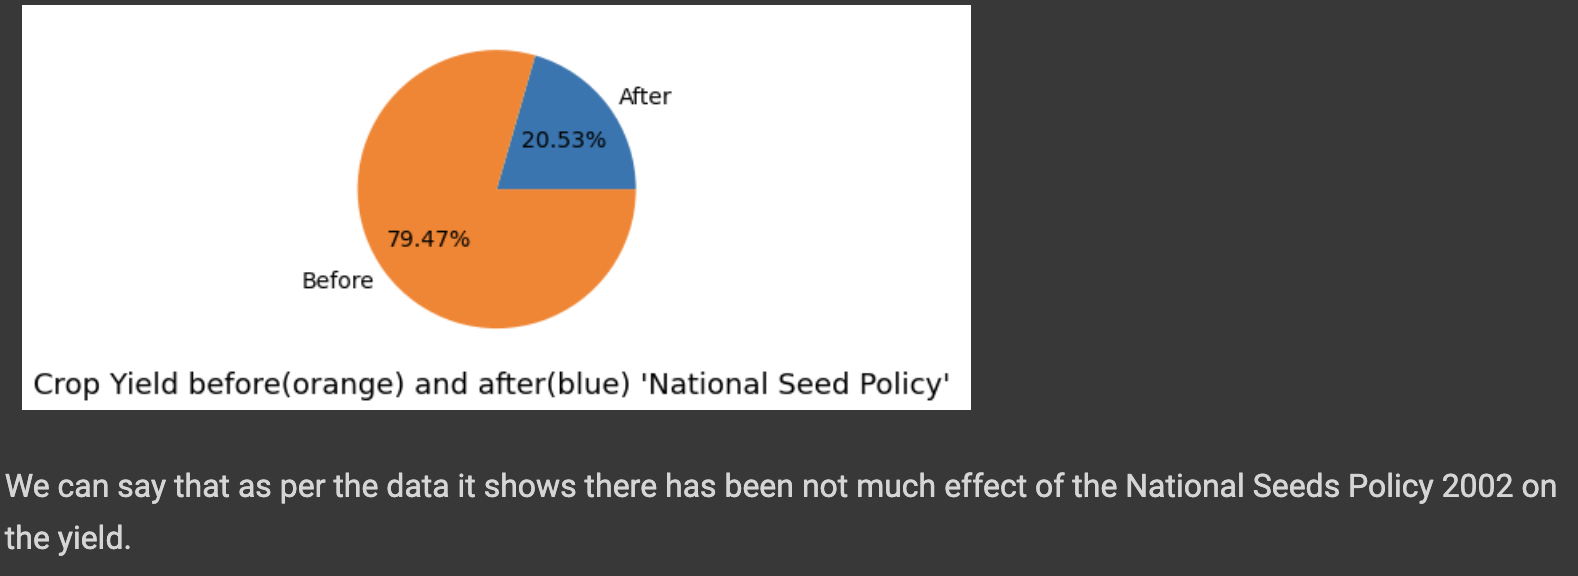 After
20.53%
79.47%
Before
Crop Yield before(orange) and after(blue) 'National Seed Policy'
We can say that as per the data it shows there has been not much effect of the National Seeds Policy 2002 on
the yield.